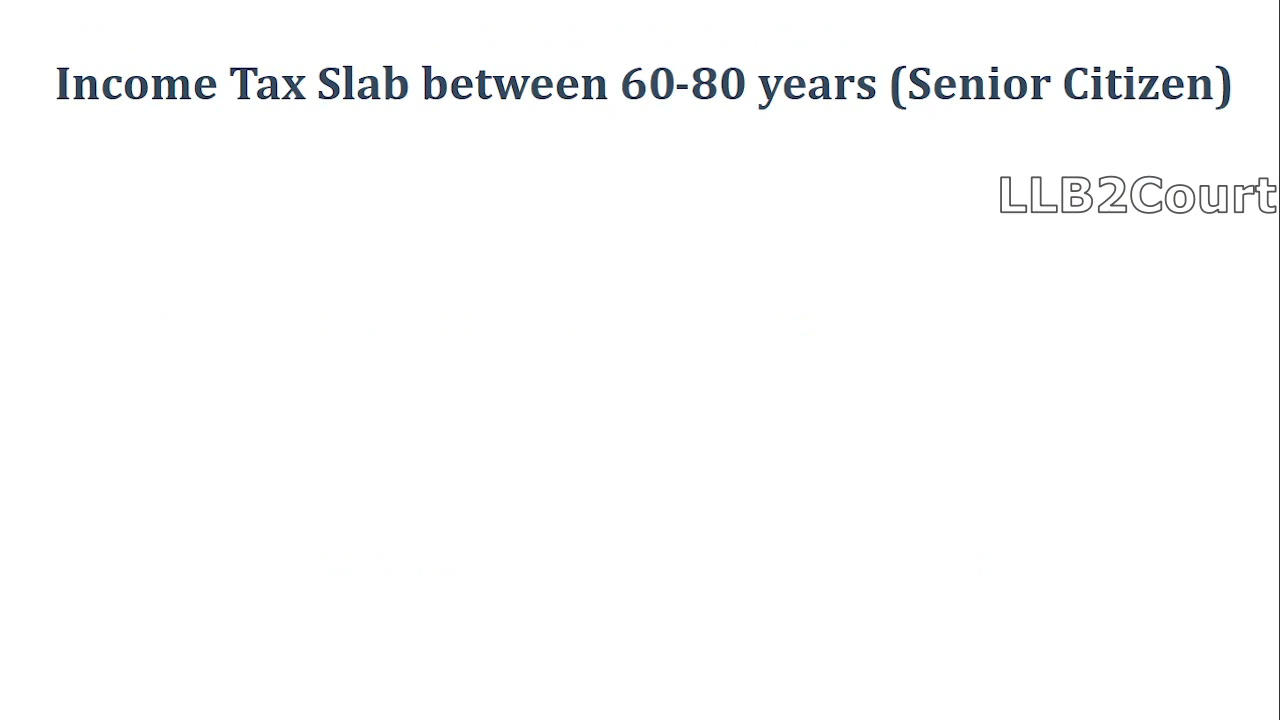 Income Tax Slab between 60-80 years (Senior Citizen)
LLB2Court